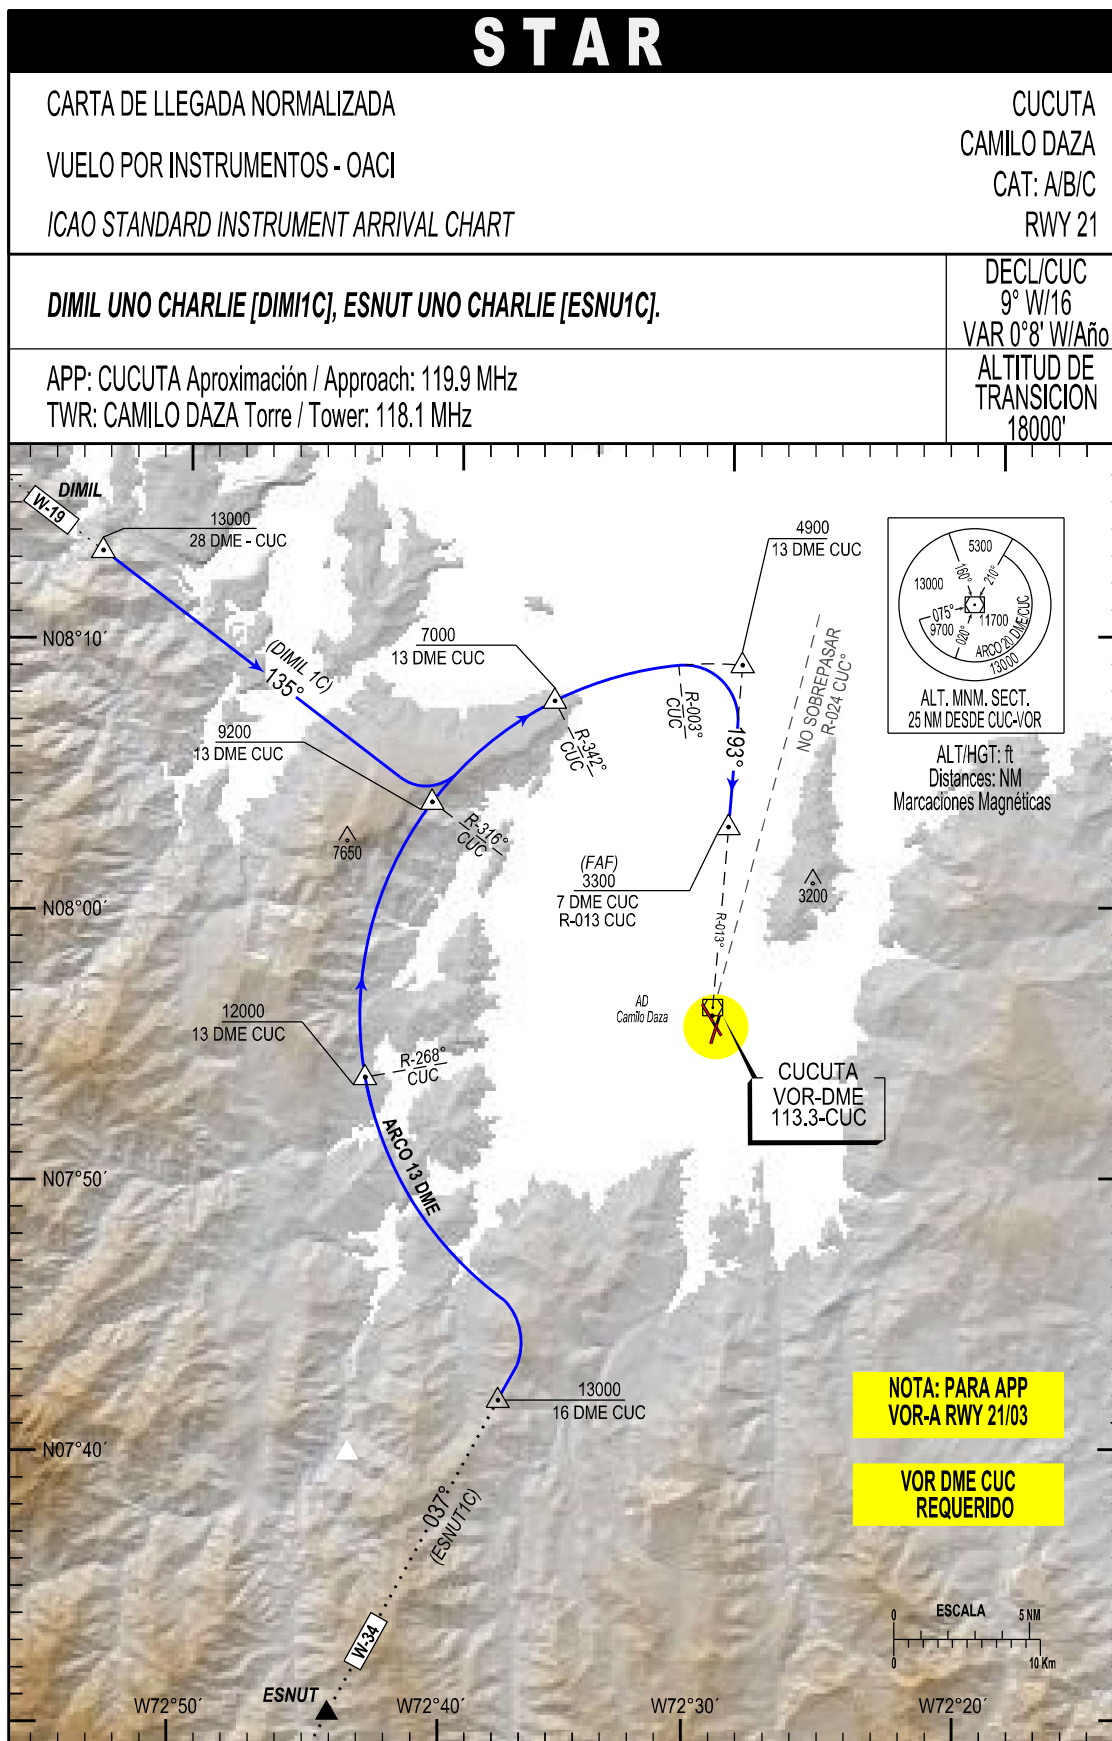 STAR
CARTA DE LLEGADA NORMALIZADA
VUELO POR INSTRUMENTOS - OACI
ICAO STANDARD INSTRUMENT ARRIVAL CHART
CUCUTA
CAMILO DAZA
CAT: A/B/C
RWY 21
DIMIL UNO CHARLIE [DIMI1C], ESNUT UNO CHARLIE [ESNU1C].
DECL/CUC
9° W/16
VAR 0°8' W/Año
APP: CUCUTA Aproximación / Approach: 119.9 MHz
TWR: CAMILO DAZA Torre / Tower: 118.1 MHz
ALTITUD DE
TRANSICION
18000'
DIMIL
W-19
13000
28 DME - CUC
4900
13 DME CUC
5300
13000
160°
210°
075°
9700
020°
11700
ARCO 20 DME/CUC
13000
ALT. MNM. SECT.
25 NM DESDE CUC-VOR
ALT/HGT: ft
Distances: NM
Marcaciones Magnéticas
N08°10´
(DIMIL 1C)
135°
7000
13 DME CUC
R-003°
CUC
NO SOBREPASAR
R-024 CUC°
193°
9200
13 DME CUC
R-342°
CUC
R-316°
CUC
7650
(FAF)
3300
7 DME CUC
R-013 CUC
3200
N08°00´
R-013°
12000
13 DME CUC
AD
Camilo Daza
R-268°
CUC
CUCUTA
VOR-DME
113.3-CUC
ARCO 13 DME
N07°50´
13000
16 DME CUC
NOTA: PARA APP
VOR-A RWY 21/03
N07°40´
VOR DME CUC
REQUERIDO
037°
(ESNUT1C)
W-34
ESCALA
0
5 NM
0
10 Km
ESNUT
W72°50´
W72°40´
W72°30´
W72°20´